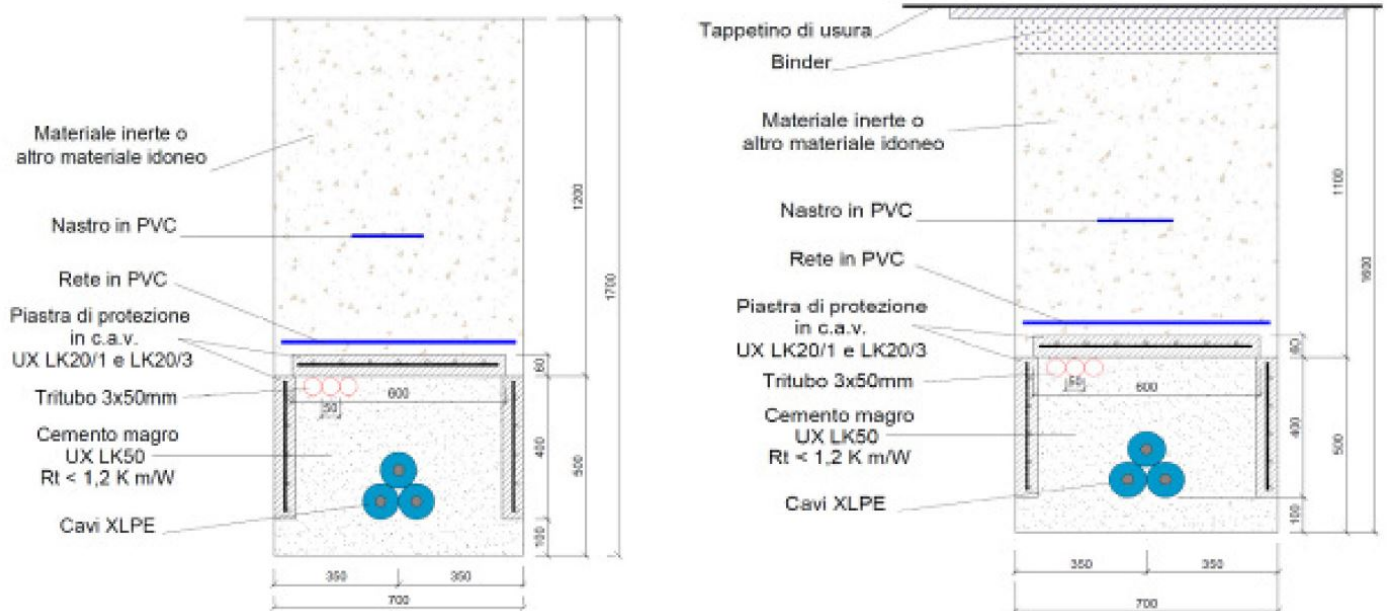 Materiale inerte o
altro materiale idoneo
Nastro in PVC
Rete in PVC
Piastra di protezione
in c.a.v.
UX LK20/1 e LK20/3
Tritubo 3x50mm
Cemento magro
UX LK50
Rt < 1,2 K m/W
Cavi XLPE
50
600
1200
1700
60
400
500
100
350
350
700
Tappetino di usura
Binder
Materiale inerte o
altro materiale idoneo
Nastro in PVC
Rete in PVC
Piastra di protezione
in c.a.v.
UX LK20/1 e LK20/3
Tritubo 3x50mm
Cemento magro
UX LK50
Rt < 1,2 K m/W
Cavi XLPE
50
600
1100
1600
60
400
500
100
350
350
700